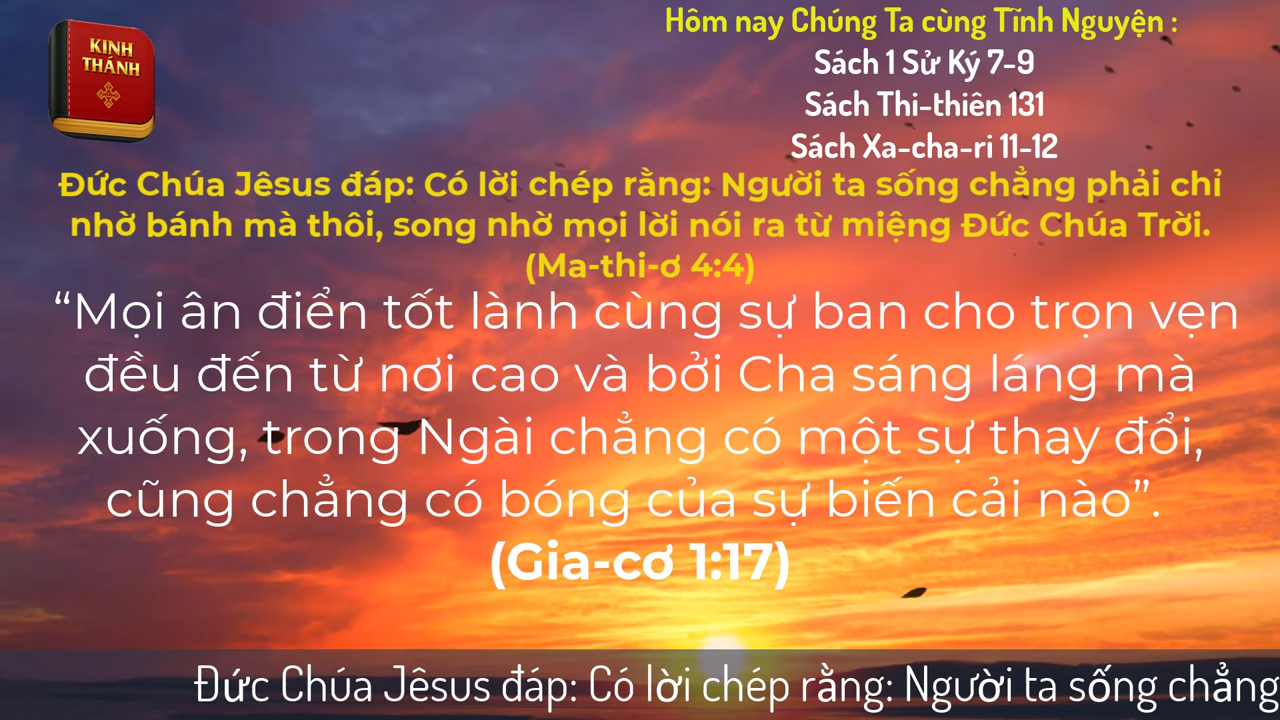 KINH
THÁNH
Hôm nay Chúng Ta cùng Tĩnh Nguyện :
Sách 1 Sử Ký 7-9
Sách Thi-thiên 131
Sách Xa-cha-ri 11-12
Đức Chúa Jêsus đáp: Có lời chép rằng: Người ta sống chẳng phải chỉ
nhờ bánh mà thôi, song nhờ mọi lời nói ra từ miệng Đức Chúa Trời.
(Ma-thi-ơ 4:4)
“Mọi ân điển tốt lành cùng sự ban cho trọn vẹn
đều đến từ nơi cao và bởi Cha sáng láng mà
xuống, trong Ngài chẳng có một sự thay đổi,
cũng chẳng có bóng của sự biến cải nào”.
(Gia-cơ 1:17)
Đức Chúa Jêsus đáp: Có lời chép rằng: Người ta sống chẳng